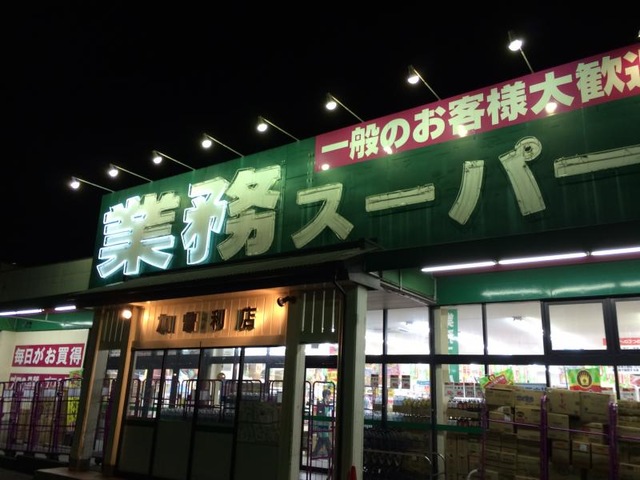 一般のお客様大歓迎
業務スーパー
毎日がお買得